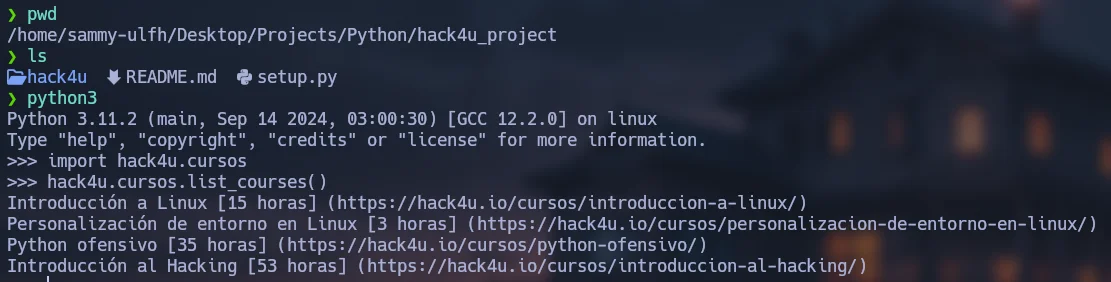 ❯ pwd
/home/sammy-ulfh/Desktop/Projects/Python/hack4u_project
❯ ls
hack4u README.md setup.py
❯ python3
Python 3.11.2 (main, Sep 14 2024, 03:00:30) [GCC 12.2.0] on linux
Type "help", "copyright", "credits" or "license" for more information.
>>> import hack4u.cursos
>>> hack4u.cursos.list_courses()
Introducción a Linux [15 horas] (https://hack4u.io/cursos/introduccion-a-linux/)
Personalización de entorno en Linux [3 horas] (https://hack4u.io/cursos/personalizacion-de-entorno-en-linux/)
Python ofensivo [35 horas] (https://hack4u.io/cursos/python-ofensivo/)
Introducción al Hacking [53 horas] (https://hack4u.io/cursos/introduccion-al-hacking/)